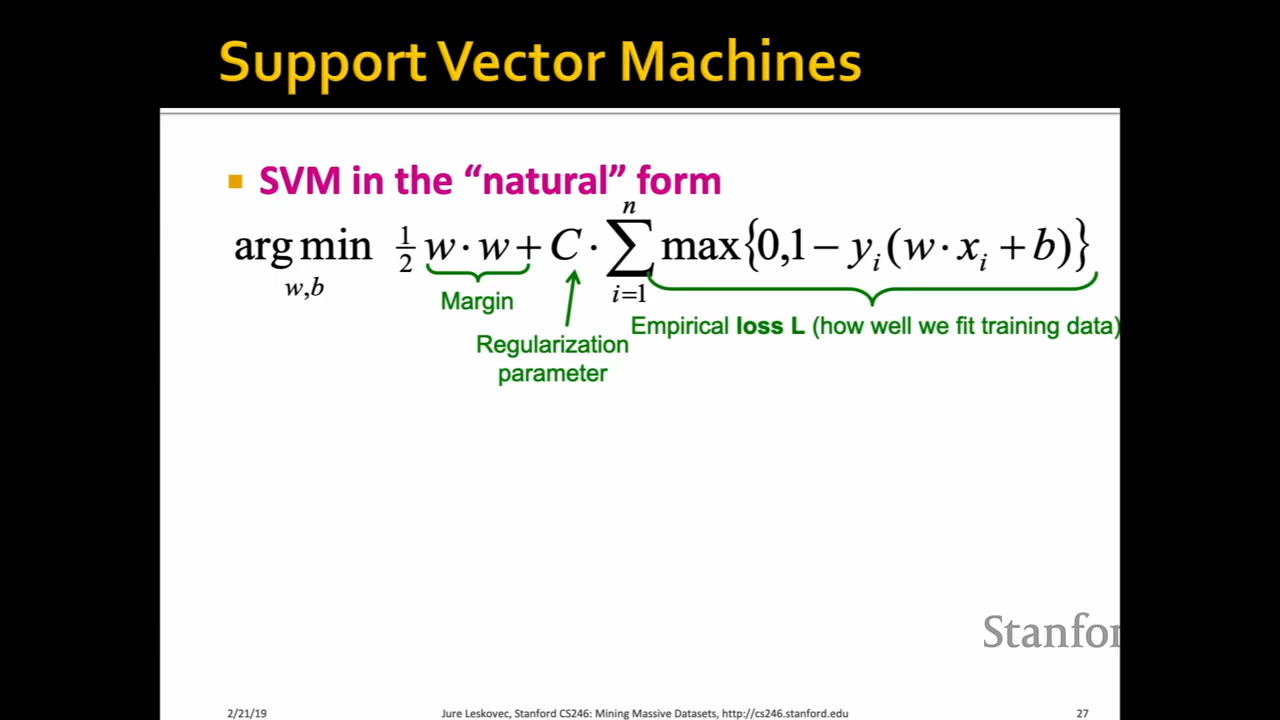 Support Vector Machines
SVM in the “natural” form
arg min w,b ½ w · w + C · ∑ i=1 n max{0,1 − yᵢ(w · xᵢ + b)}
Margin
Empirical loss L (how well we fit training data)
Regularization
parameter
Stanfor
2/21/19 Jure Leskovec, Stanford CS246: Mining Massive Datasets, http://cs246.stanford.edu 27